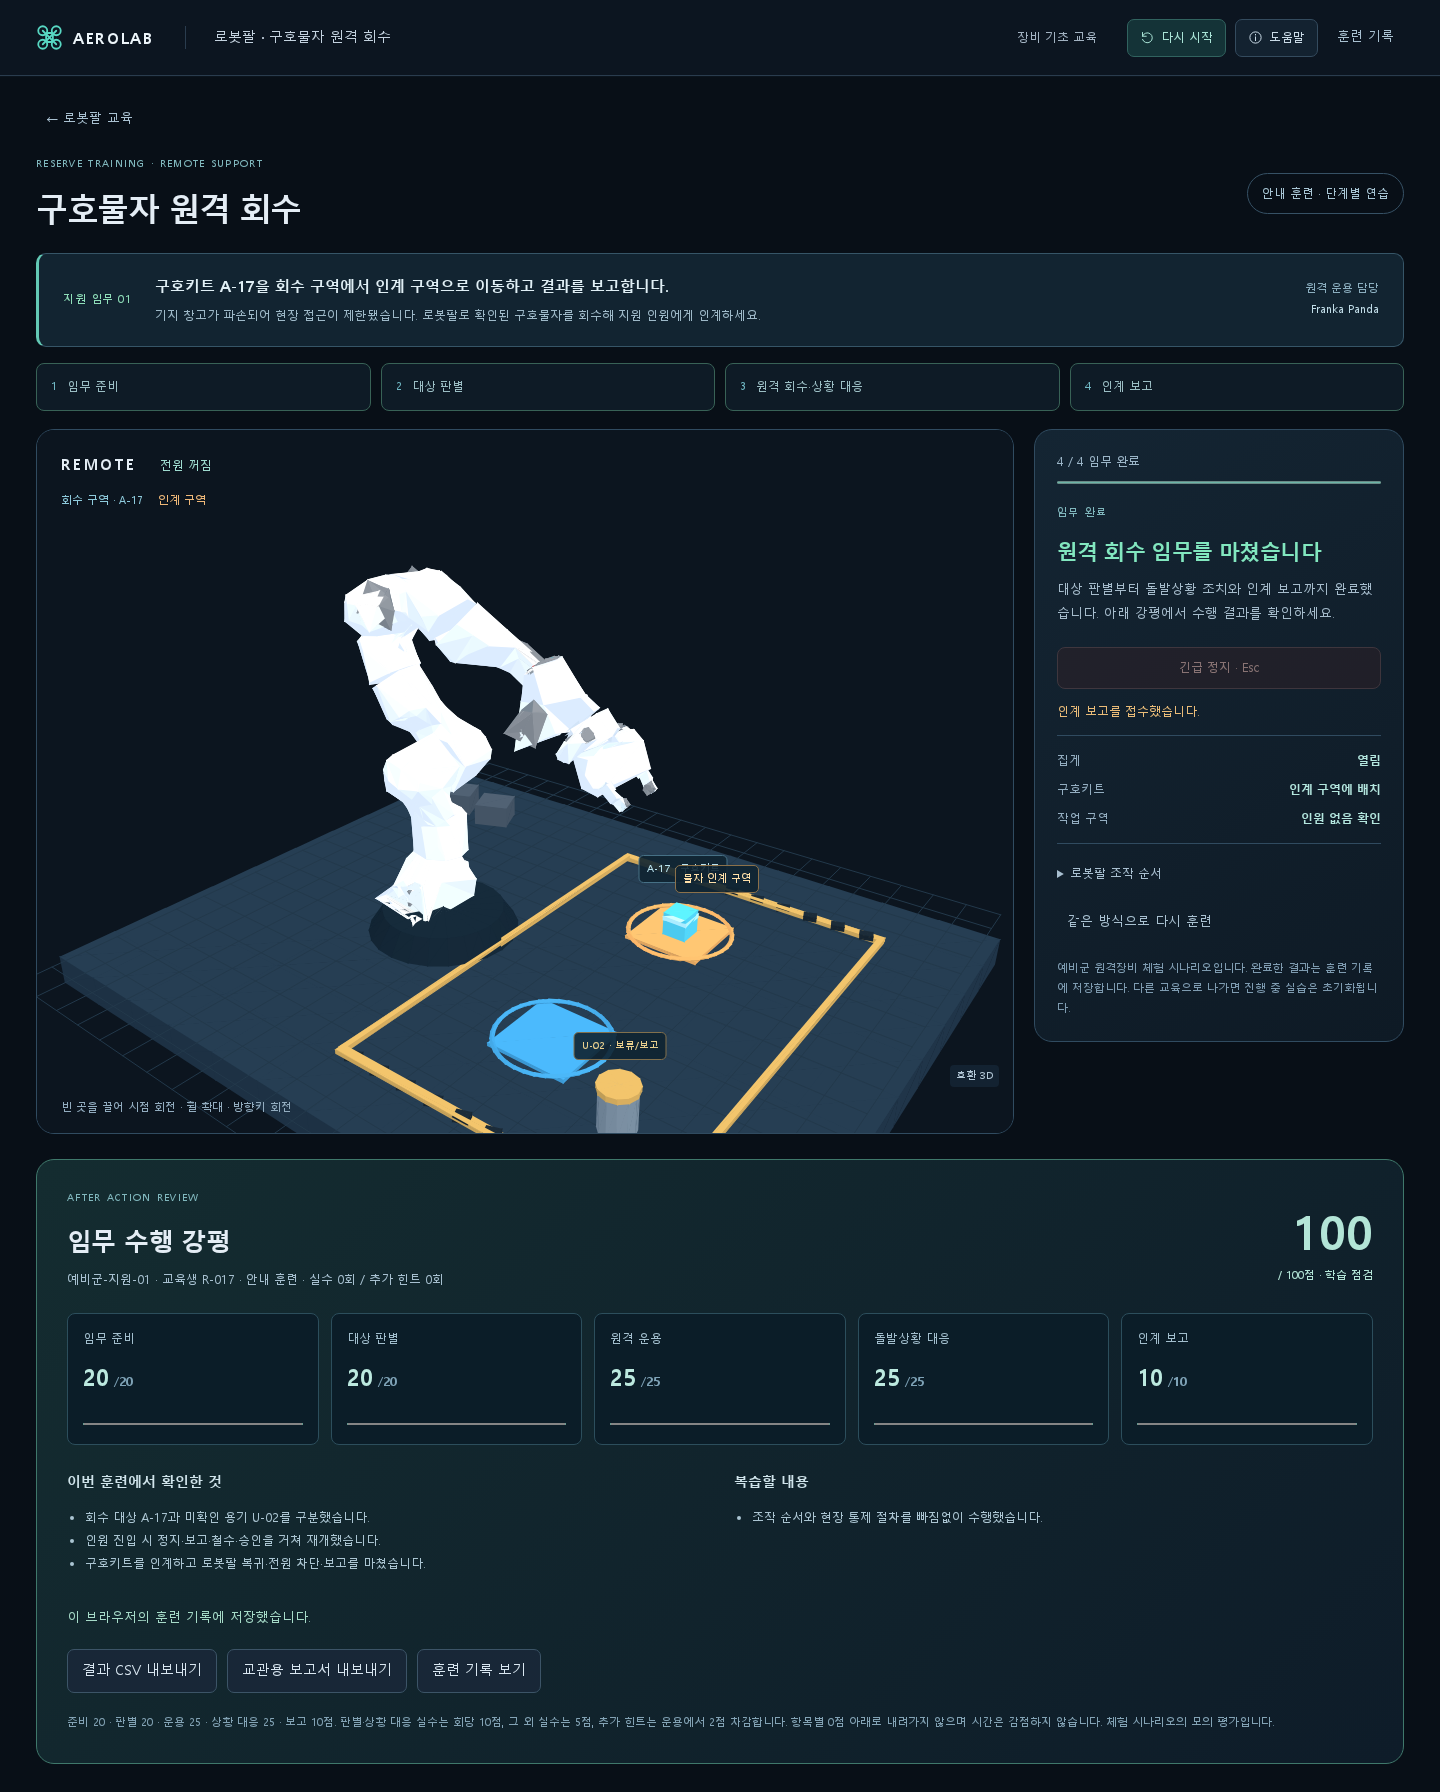 AEROLAB
로봇팔 · 구호물자 원격 회수
장비 기초 교육
다시 시작
도움말
훈련 기록
← 로봇팔 교육
RESERVE TRAINING · REMOTE SUPPORT
구호물자 원격 회수
안내 훈련 · 단계별 연습
지원 임무 01
구호키트 A-17을 회수 구역에서 인계 구역으로 이동하고 결과를 보고합니다.
기지 창고가 파손되어 현장 접근이 제한됐습니다. 로봇팔로 확인된 구호물자를 회수해 지원 인원에게 인계하세요.
원격 운용 담당
Franka Panda
1 임무 준비
2 대상 판별
3 원격 회수·상황 대응
4 인계 보고
REMOTE 전원 꺼짐
회수 구역 · A-17 인계 구역
A-17
물자 인계 구역
U-02 · 보류/보고
호환 3D
빈 곳을 끌어 시점 회전 · 휠 확대 · 방향키 회전
4 / 4 임무 완료
임무 완료
원격 회수 임무를 마쳤습니다
대상 판별부터 돌발상황 조치와 인계 보고까지 완료했
습니다. 아래 강평에서 수행 결과를 확인하세요.
긴급 정지 · Esc
인계 보고를 접수했습니다.
집게 열림
구호키트 인계 구역에 배치
작업 구역 인원 없음 확인
▶ 로봇팔 조작 순서
같은 방식으로 다시 훈련
예비군 원격장비 체험 시나리오입니다. 완료한 결과는 훈련 기록
에 저장합니다. 다른 교육으로 나가면 진행 중 실습은 초기화됩니
다.
AFTER ACTION REVIEW
임무 수행 강평
예비군-지원-01 · 교육생 R-017 · 안내 훈련 · 실수 0회 / 추가 힌트 0회
100
/ 100점 · 학습 점검
임무 준비
20 /20
대상 판별
20 /20
원격 운용
25 /25
돌발상황 대응
25 /25
인계 보고
10 /10
이번 훈련에서 확인한 것
• 회수 대상 A-17과 미확인 용기 U-02를 구분했습니다.
• 인원 진입 시 정지·보고·철수·승인을 거쳐 재개했습니다.
• 구호키트를 인계하고 로봇팔 복귀·전원 차단·보고를 마쳤습니다.
복습할 내용
• 조작 순서와 현장 통제 절차를 빠짐없이 수행했습니다.
이 브라우저의 훈련 기록에 저장했습니다.
결과 CSV 내보내기
교관용 보고서 내보내기
훈련 기록 보기
준비 20 · 판별 20 · 운용 25 · 상황 대응 25 · 보고 10점. 판별·상황 대응 실수는 회당 10점, 그 외 실수는 5점, 추가 힌트는 운용에서 2점 차감합니다. 항목별 0점 아래로 내려가지 않으며 시간은 감점하지 않습니다. 체험 시나리오의 모의 평가입니다.